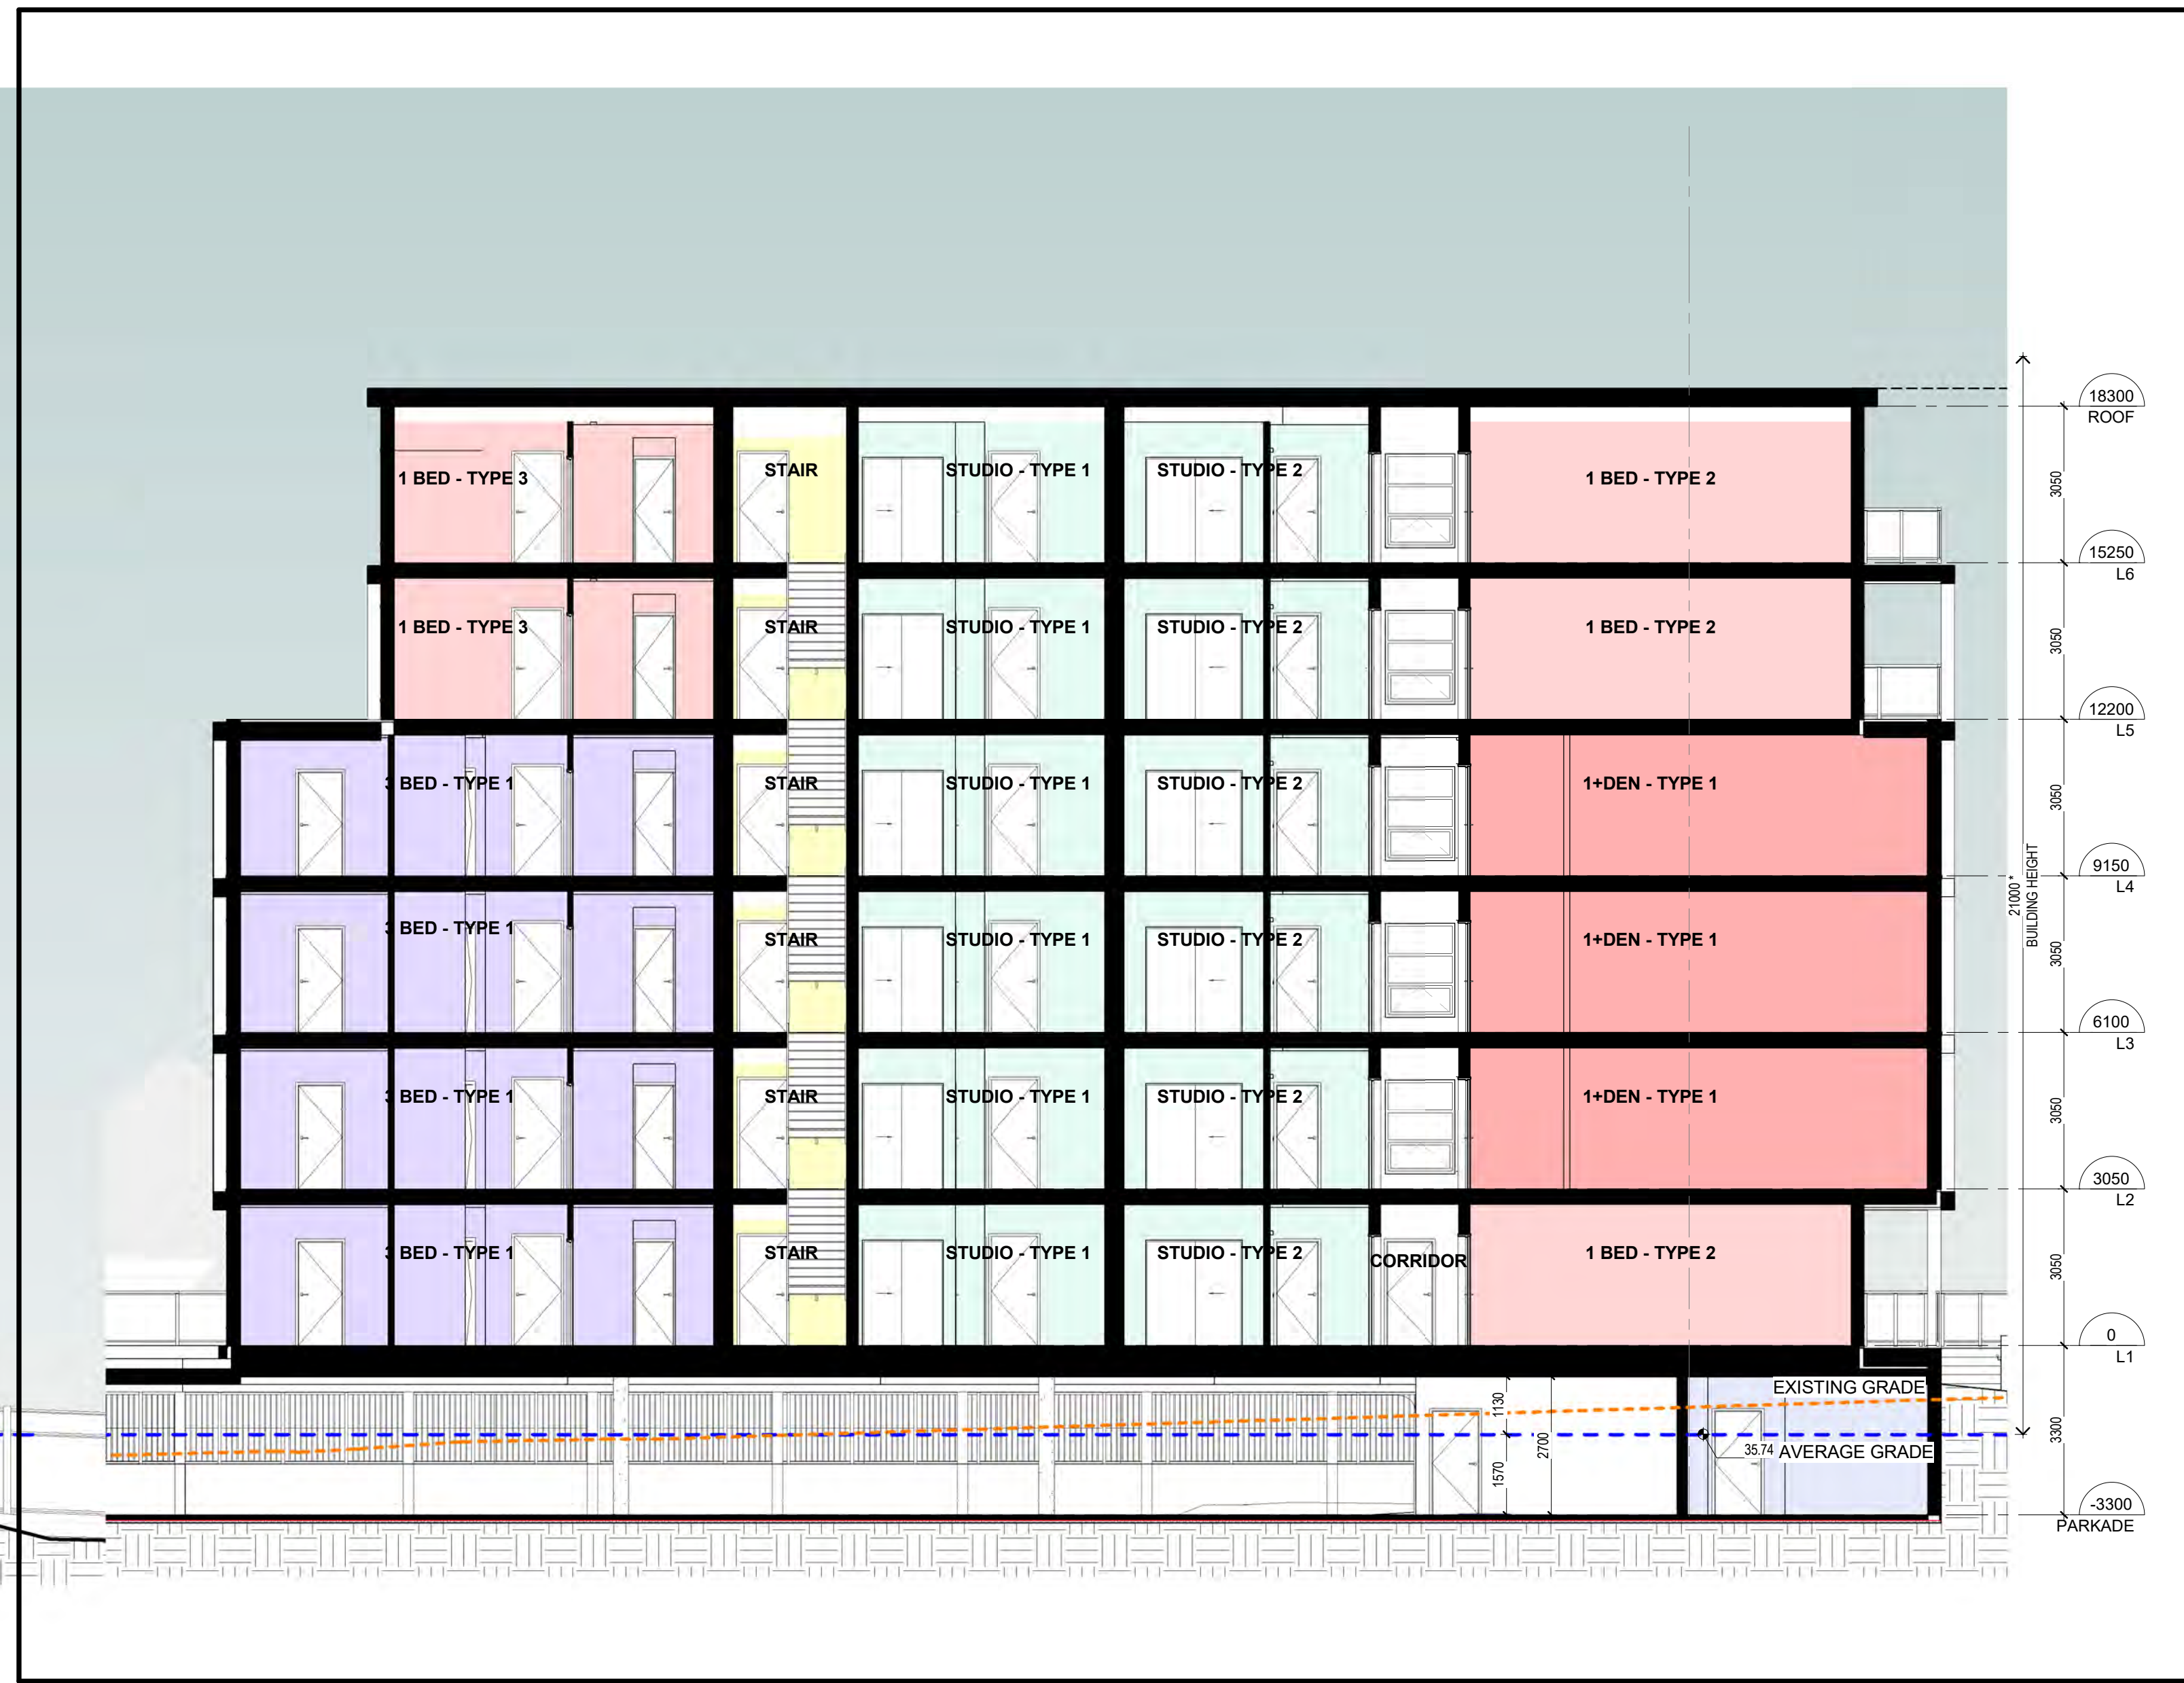 18300
ROOF
1 BED - TYPE 3
STAIR
STUDIO - TYPE 1
STUDIO - TYPE 2
1 BED - TYPE 2
3050
15250
L6
1 BED - TYPE 3
STAIR
STUDIO - TYPE 1
STUDIO - TYPE 2
1 BED - TYPE 2
3050
12200
L5
3 BED - TYPE 1
STAIR
STUDIO - TYPE 1
STUDIO - TYPE 2
1+DEN - TYPE 1
3050
9150
L4
21000 *
BUILDING HEIGHT
3 BED - TYPE 1
STAIR
STUDIO - TYPE 1
STUDIO - TYPE 2
1+DEN - TYPE 1
3050
6100
L3
3 BED - TYPE 1
STAIR
STUDIO - TYPE 1
STUDIO - TYPE 2
1+DEN - TYPE 1
3050
3050
L2
3 BED - TYPE 1
STAIR
STUDIO - TYPE 1
STUDIO - TYPE 2
CORRIDOR
1 BED - TYPE 2
3050
0
L1
EXISTING GRADE
1130
2700
1570
35.74 AVERAGE GRADE
3300
-3300
PARKADE